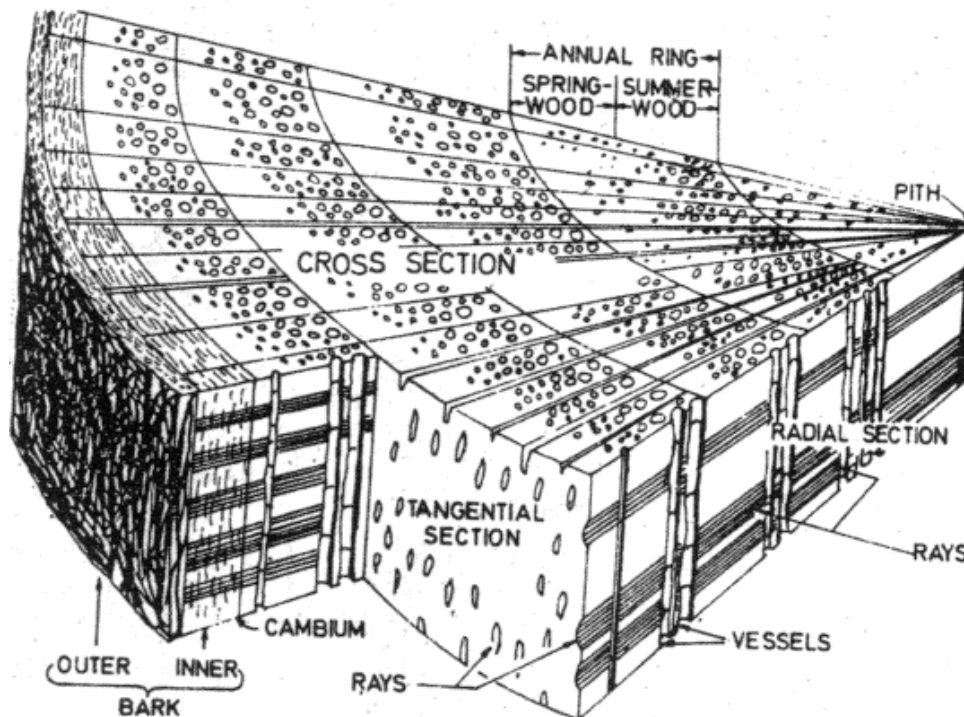 ANNUAL RING
SPRING-
WOOD
SUMMER-
WOOD
PITH
CROSS SECTION
RADIAL SECTION
TANGENTIAL
SECTION
RAYS
VESSELS
CAMBIUM
OUTER
INNER
RAYS
BARK